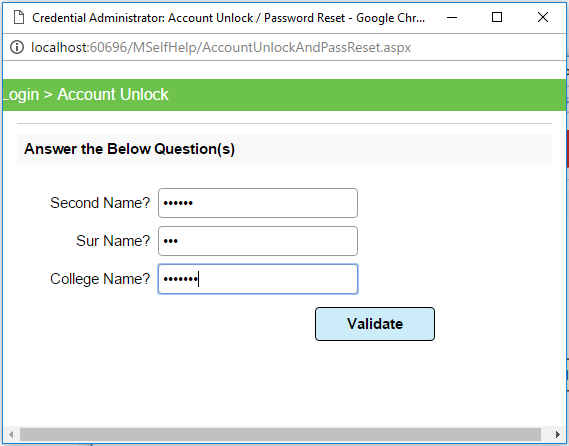 Credential Administrator: Account Unlock / Password Reset - Google Chr...
localhost:60696/MSelfHelp/AccountUnlockAndPassReset.aspx
Login > Account Unlock
Answer the Below Question(s)
Second Name? ••••••
Sur Name? •••
College Name? •••••••
Validate